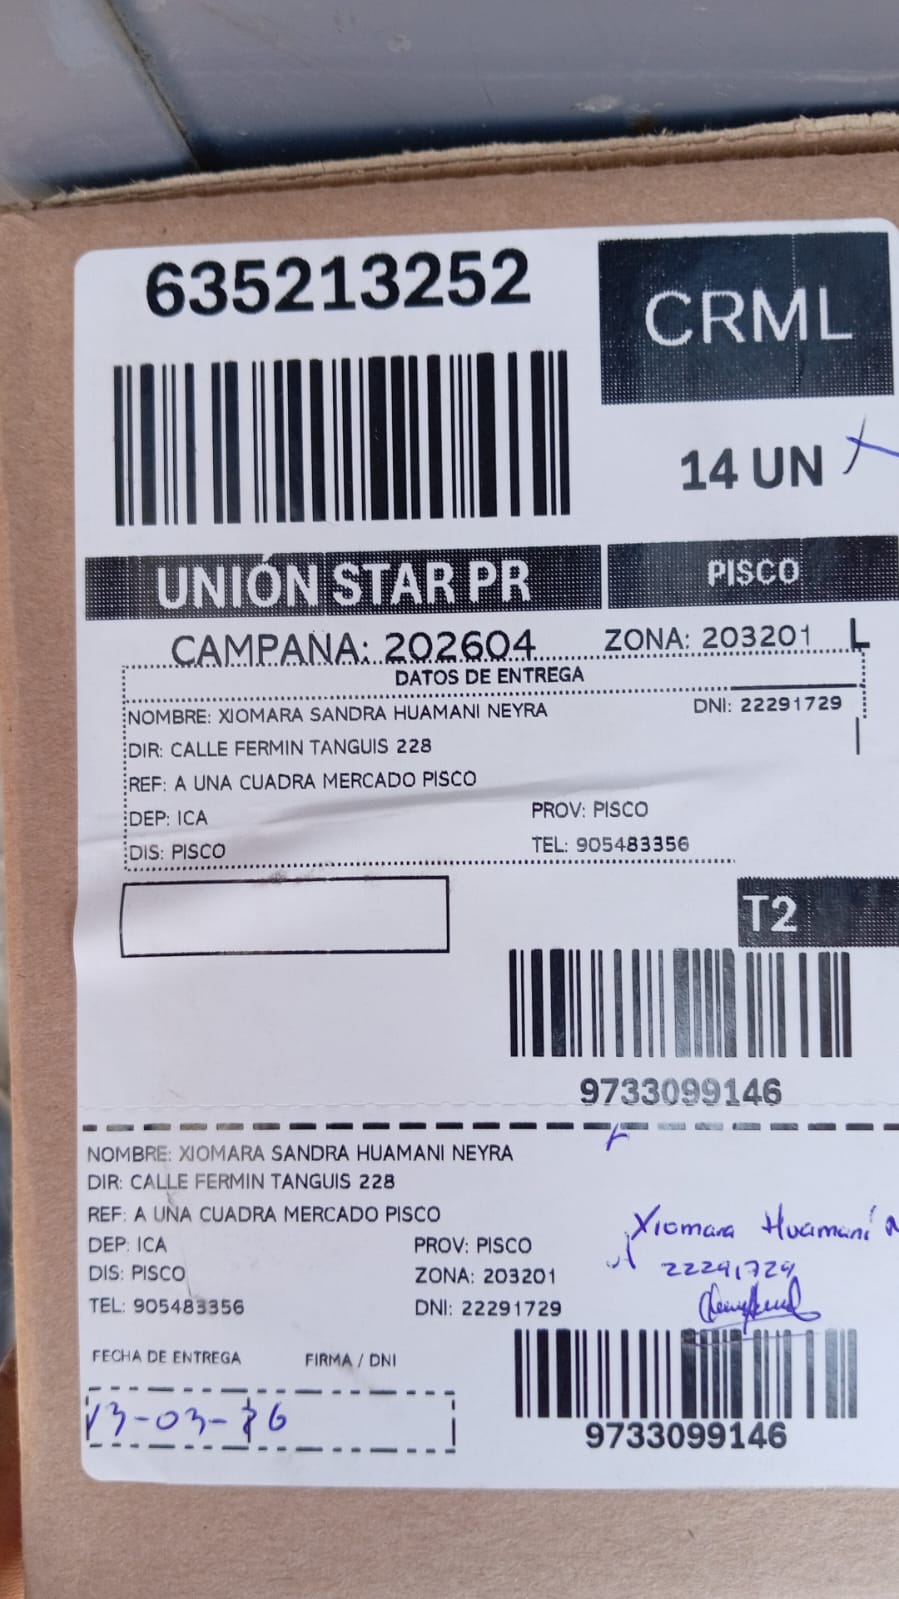 635213252
CRML
14 UN
UNIÓN STAR PR
PISCO
CAMPAÑA: 202604
ZONA: 203201 L
DATOS DE ENTREGA
NOMBRE: XIOMARA SANDRA HUAMANI NEYRA
DNI: 22291729
DIR: CALLE FERMIN TANGUIS 228
REF: A UNA CUADRA MERCADO PISCO
DEP: ICA
PROV: PISCO
DIS: PISCO
TEL: 905483356
T2
9733099146
NOMBRE: XIOMARA SANDRA HUAMANI NEYRA
DIR: CALLE FERMIN TANGUIS 228
REF: A UNA CUADRA MERCADO PISCO
DEP: ICA
PROV: PISCO
DIS: PISCO
ZONA: 203201
TEL: 905483356
DNI: 22291729
Xiomara Huamaní N
22291729
FECHA DE ENTREGA
FIRMA / DNI
13-03-26
9733099146